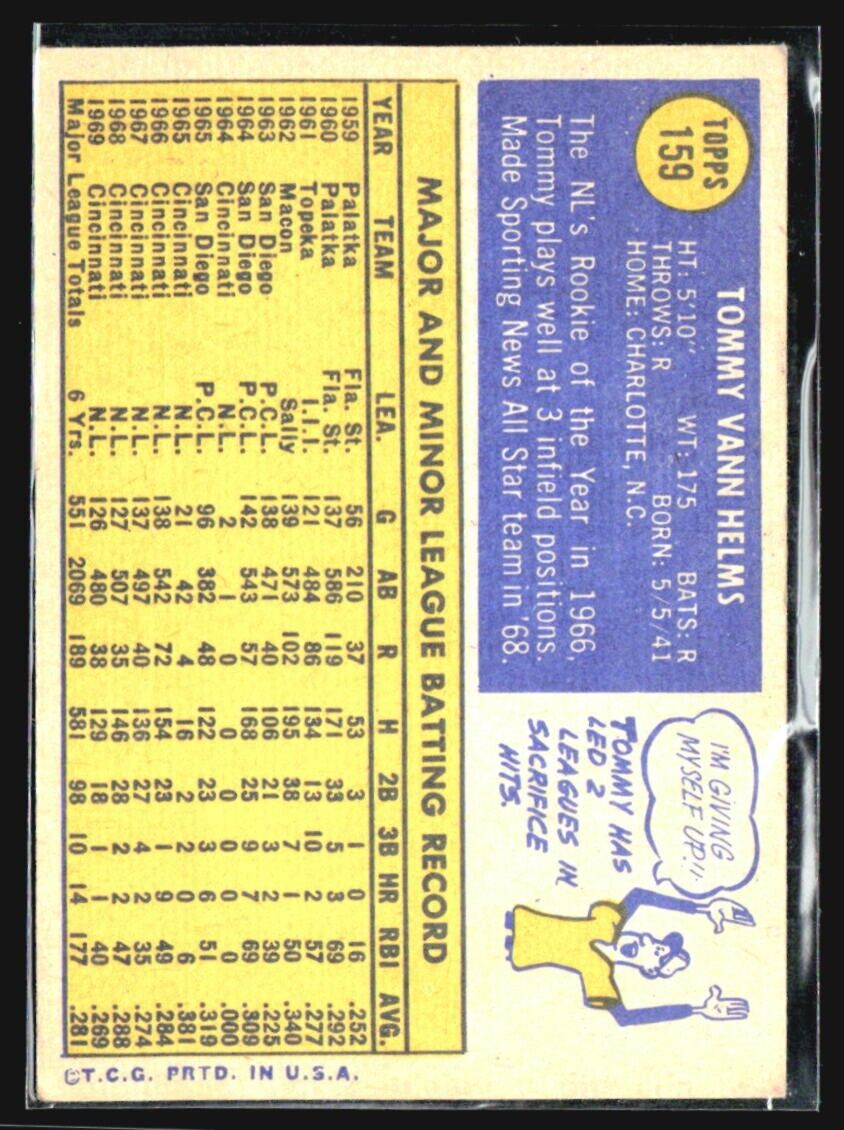 TOPPS
159
TOMMY VANN HELMS
HT: 5'10" WT: 175 BATS: R
THROWS: R BORN: 5/5/41
HOME: CHARLOTTE, N.C.
The NL's Rookie of the Year in 1966,
Tommy plays well at 3 infield positions.
Made Sporting News All Star team in '68.
I'M GIVING
MYSELF UP!!
TOMMY HAS
LED 2
LEAGUES IN
SACRIFICE
HITS.
MAJOR AND MINOR LEAGUE BATTING RECORD
YEAR TEAM LEA. G AB R H 2B 3B HR RBI AVG.
1959 Palatka Fla. St. 56 210 37 53 3 1 0 16 .252
1960 Palatka Fla. St. 137 586 119 171 33 5 3 69 .292
1961 Topeka I.I.I. 121 484 86 134 13 10 2 57 .277
1962 Macon Sally 139 573 102 195 38 7 1 50 .340
1963 San Diego P.C.L. 138 471 40 106 21 3 2 39 .225
1964 San Diego P.C.L. 142 543 57 168 25 9 7 69 .309
1964 Cincinnati N.L. 2 1 0 0 0 0 0 0 .000
1965 San Diego P.C.L. 96 382 48 122 23 3 6 51 .319
1965 Cincinnati N.L. 21 42 4 16 2 2 0 6 .381
1966 Cincinnati N.L. 138 542 72 154 23 1 9 49 .284
1967 Cincinnati N.L. 137 497 40 136 27 4 2 35 .274
1968 Cincinnati N.L. 127 507 35 146 28 2 2 47 .288
1969 Cincinnati N.L. 126 480 38 129 18 1 1 40 .269
Major League Totals 6 Yrs. 551 2069 189 581 98 10 14 177 .281
©T.C.G. PRTD. IN U.S.A.